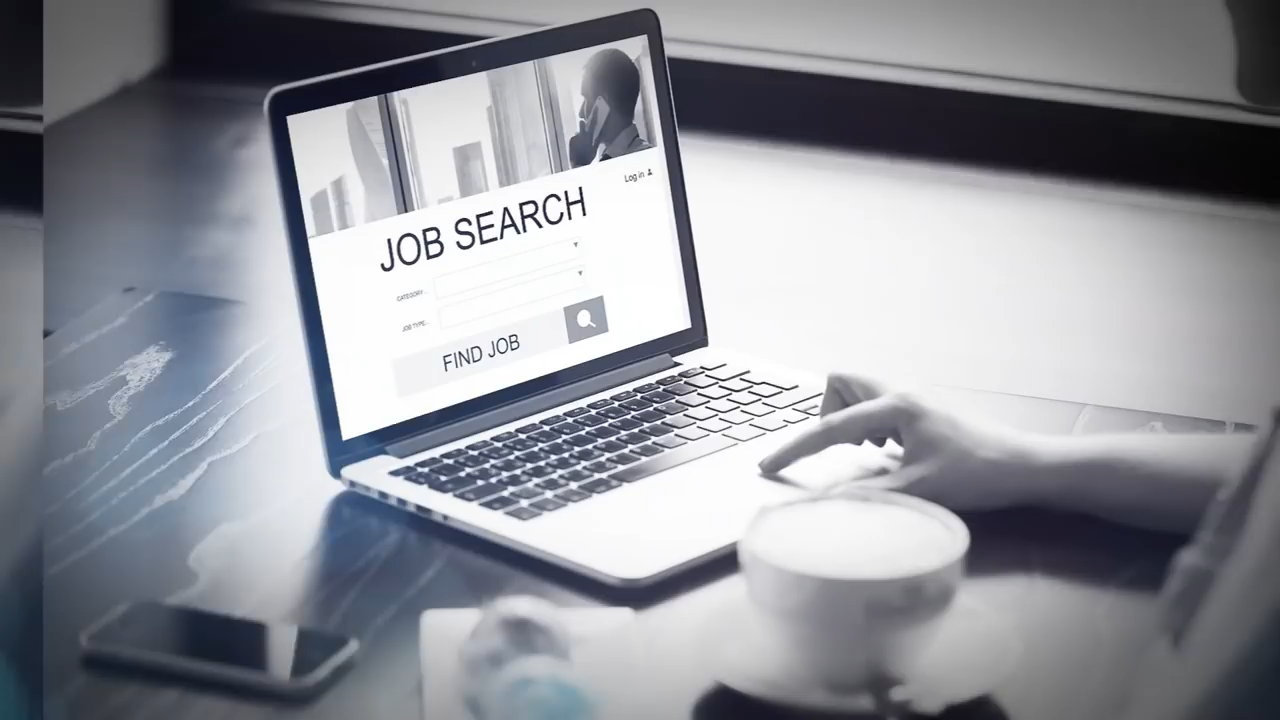 Log in
JOB SEARCH
CATEGORY...
JOB TYPE...
FIND JOB